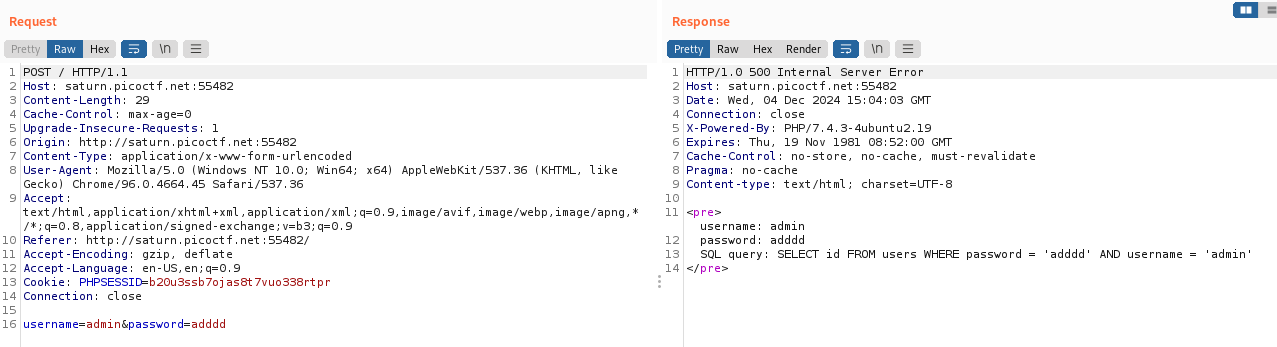 Request
Pretty Raw Hex \n
1 POST / HTTP/1.1
2 Host: saturn.picoctf.net:55482
3 Content-Length: 29
4 Cache-Control: max-age=0
5 Upgrade-Insecure-Requests: 1
6 Origin: http://saturn.picoctf.net:55482
7 Content-Type: application/x-www-form-urlencoded
8 User-Agent: Mozilla/5.0 (Windows NT 10.0; Win64; x64) AppleWebKit/537.36 (KHTML, like
Gecko) Chrome/96.0.4664.45 Safari/537.36
9 Accept:
text/html,application/xhtml+xml,application/xml;q=0.9,image/avif,image/webp,image/apng,*
/*;q=0.8,application/signed-exchange;v=b3;q=0.9
10 Referer: http://saturn.picoctf.net:55482/
11 Accept-Encoding: gzip, deflate
12 Accept-Language: en-US,en;q=0.9
13 Cookie: PHPSESSID=b20u3ssb7ojas8t7vuo338rtpr
14 Connection: close
15
16 username=admin&password=adddd
Response
Pretty Raw Hex Render \n
1 HTTP/1.0 500 Internal Server Error
2 Host: saturn.picoctf.net:55482
3 Date: Wed, 04 Dec 2024 15:04:03 GMT
4 Connection: close
5 X-Powered-By: PHP/7.4.3-4ubuntu2.19
6 Expires: Thu, 19 Nov 1981 08:52:00 GMT
7 Cache-Control: no-store, no-cache, must-revalidate
8 Pragma: no-cache
9 Content-type: text/html; charset=UTF-8
10
11 <pre>
username: admin
12 password: adddd
13 SQL query: SELECT id FROM users WHERE password = 'adddd' AND username = 'admin'
14 </pre>